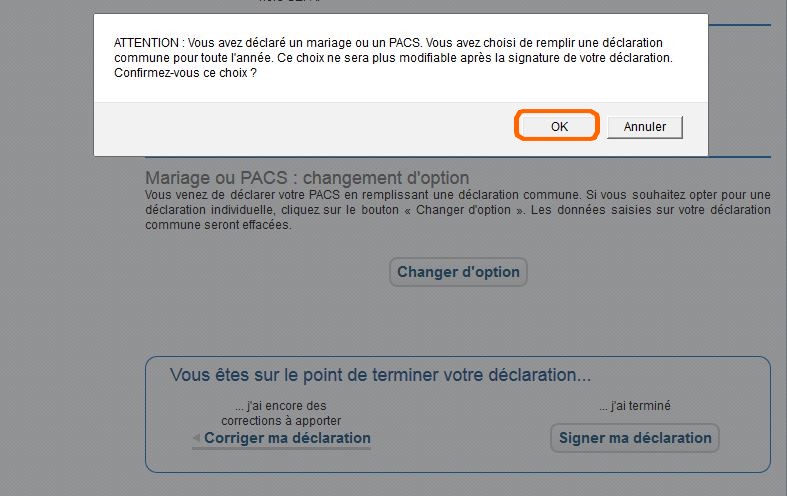 ATTENTION : Vous avez déclaré un mariage ou un PACS. Vous avez choisi de remplir une déclaration
commune pour toute l'année. Ce choix ne sera plus modifiable après la signature de votre déclaration.
Confirmez-vous ce choix ?
OK
Annuler
Mariage ou PACS : changement d'option
Vous venez de déclarer votre PACS en remplissant une déclaration commune. Si vous souhaitez opter pour une
déclaration individuelle, cliquez sur le bouton « Changer d'option ». Les données saisies sur votre déclaration
commune seront effacées.
Changer d'option
Vous êtes sur le point de terminer votre déclaration...
... j'ai encore des
corrections à apporter
Corriger ma déclaration
... j'ai terminé
Signer ma déclaration